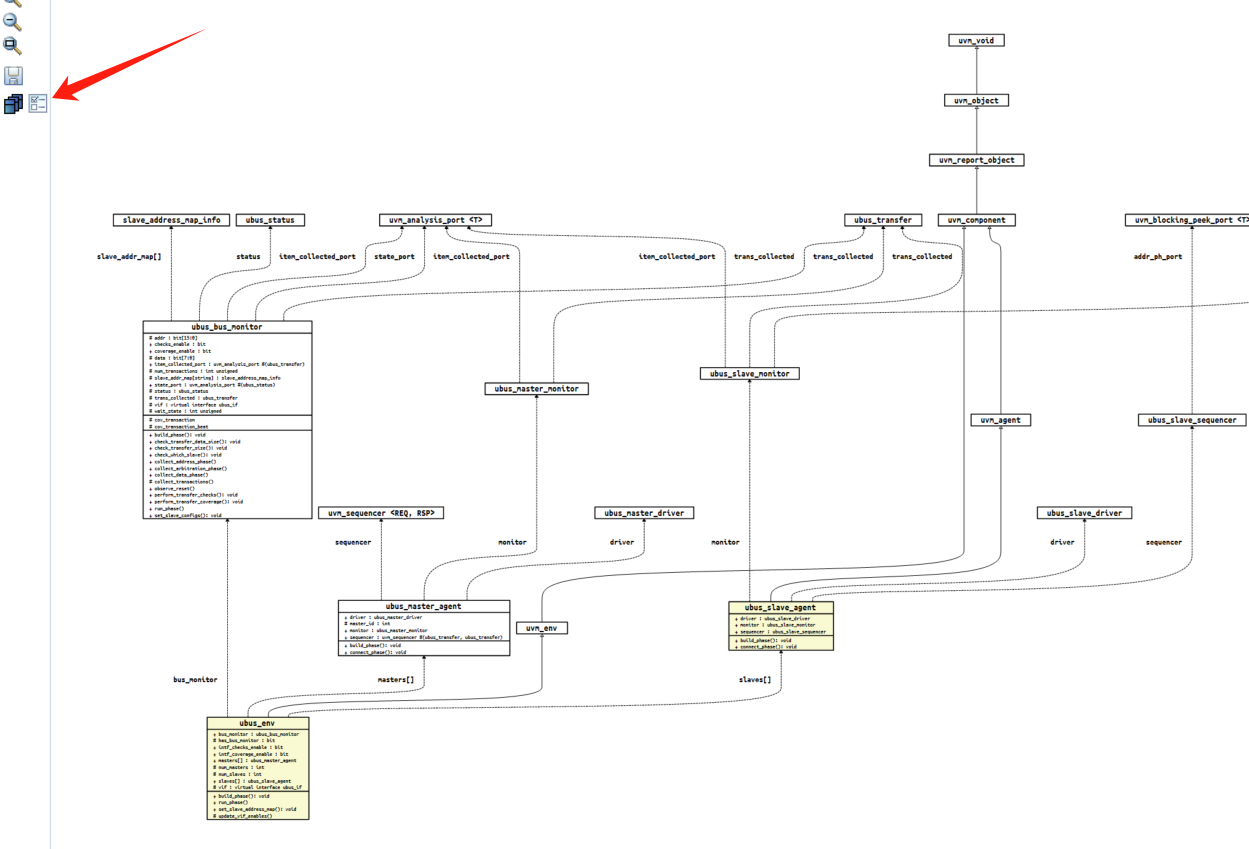 uvm_void
uvm_object
uvm_report_object
slave_address_map_info
ubus_status
uvm_analysis_port <T>
ubus_transfer
uvm_component
uvm_blocking_peek_port <T>
slave_addr_map[]
status
item_collected_port
state_port
item_collected_port
item_collected_port
trans_collected
trans_collected
trans_collected
addr_ph_port
ubus_bus_monitor
# addr : bit[15:0]
+ checks_enable : bit
+ coverage_enable : bit
# data : bit[7:0]
+ item_collected_port : uvm_analysis_port #(ubus_transfer)
# num_transactions : int unsigned
# slave_addr_map[string] : slave_address_map_info
+ state_port : uvm_analysis_port #(ubus_status)
# status : ubus_status
# trans_collected : ubus_transfer
# vif : virtual interface ubus_if
# wait_state : int unsigned
# cov_transaction
# cov_transaction_beat
+ build_phase(): void
+ check_transfer_data_size(): void
+ check_transfer_size(): void
+ check_which_slave(): void
+ collect_address_phase()
+ collect_arbitration_phase()
+ collect_data_phase()
# collect_transactions()
+ observe_reset()
+ perform_transfer_checks(): void
+ perform_transfer_coverage(): void
+ run_phase()
+ set_slave_configs(): void
ubus_master_monitor
ubus_slave_monitor
uvm_agent
ubus_slave_sequencer
uvm_sequencer <REQ, RSP>
ubus_master_driver
ubus_slave_driver
sequencer
monitor
driver
monitor
driver
sequencer
ubus_master_agent
+ driver : ubus_master_driver
# master_id : int
+ monitor : ubus_master_monitor
+ sequencer : uvm_sequencer #(ubus_transfer, ubus_transfer)
+ build_phase(): void
+ connect_phase(): void
uvm_env
ubus_slave_agent
+ driver : ubus_slave_driver
+ monitor : ubus_slave_monitor
+ sequencer : ubus_slave_sequencer
+ build_phase(): void
+ connect_phase(): void
bus_monitor
masters[]
slaves[]
ubus_env
+ bus_monitor : ubus_bus_monitor
# has_bus_monitor : bit
+ intf_checks_enable : bit
+ intf_coverage_enable : bit
+ masters[] : ubus_master_agent
# num_masters : int
# num_slaves : int
+ slaves[] : ubus_slave_agent
# vif : virtual interface ubus_if
+ build_phase(): void
+ run_phase()
+ set_slave_address_map(): void
# update_vif_enables()